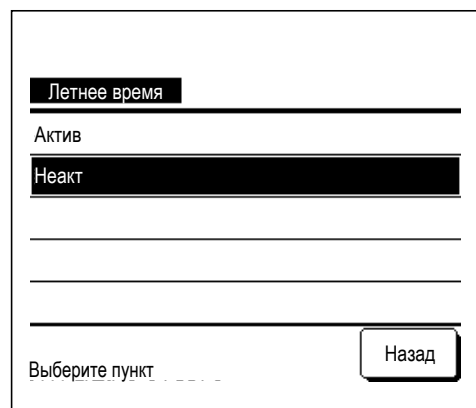 Летнее время
Актив
Неакт
Выберите пункт
Назад